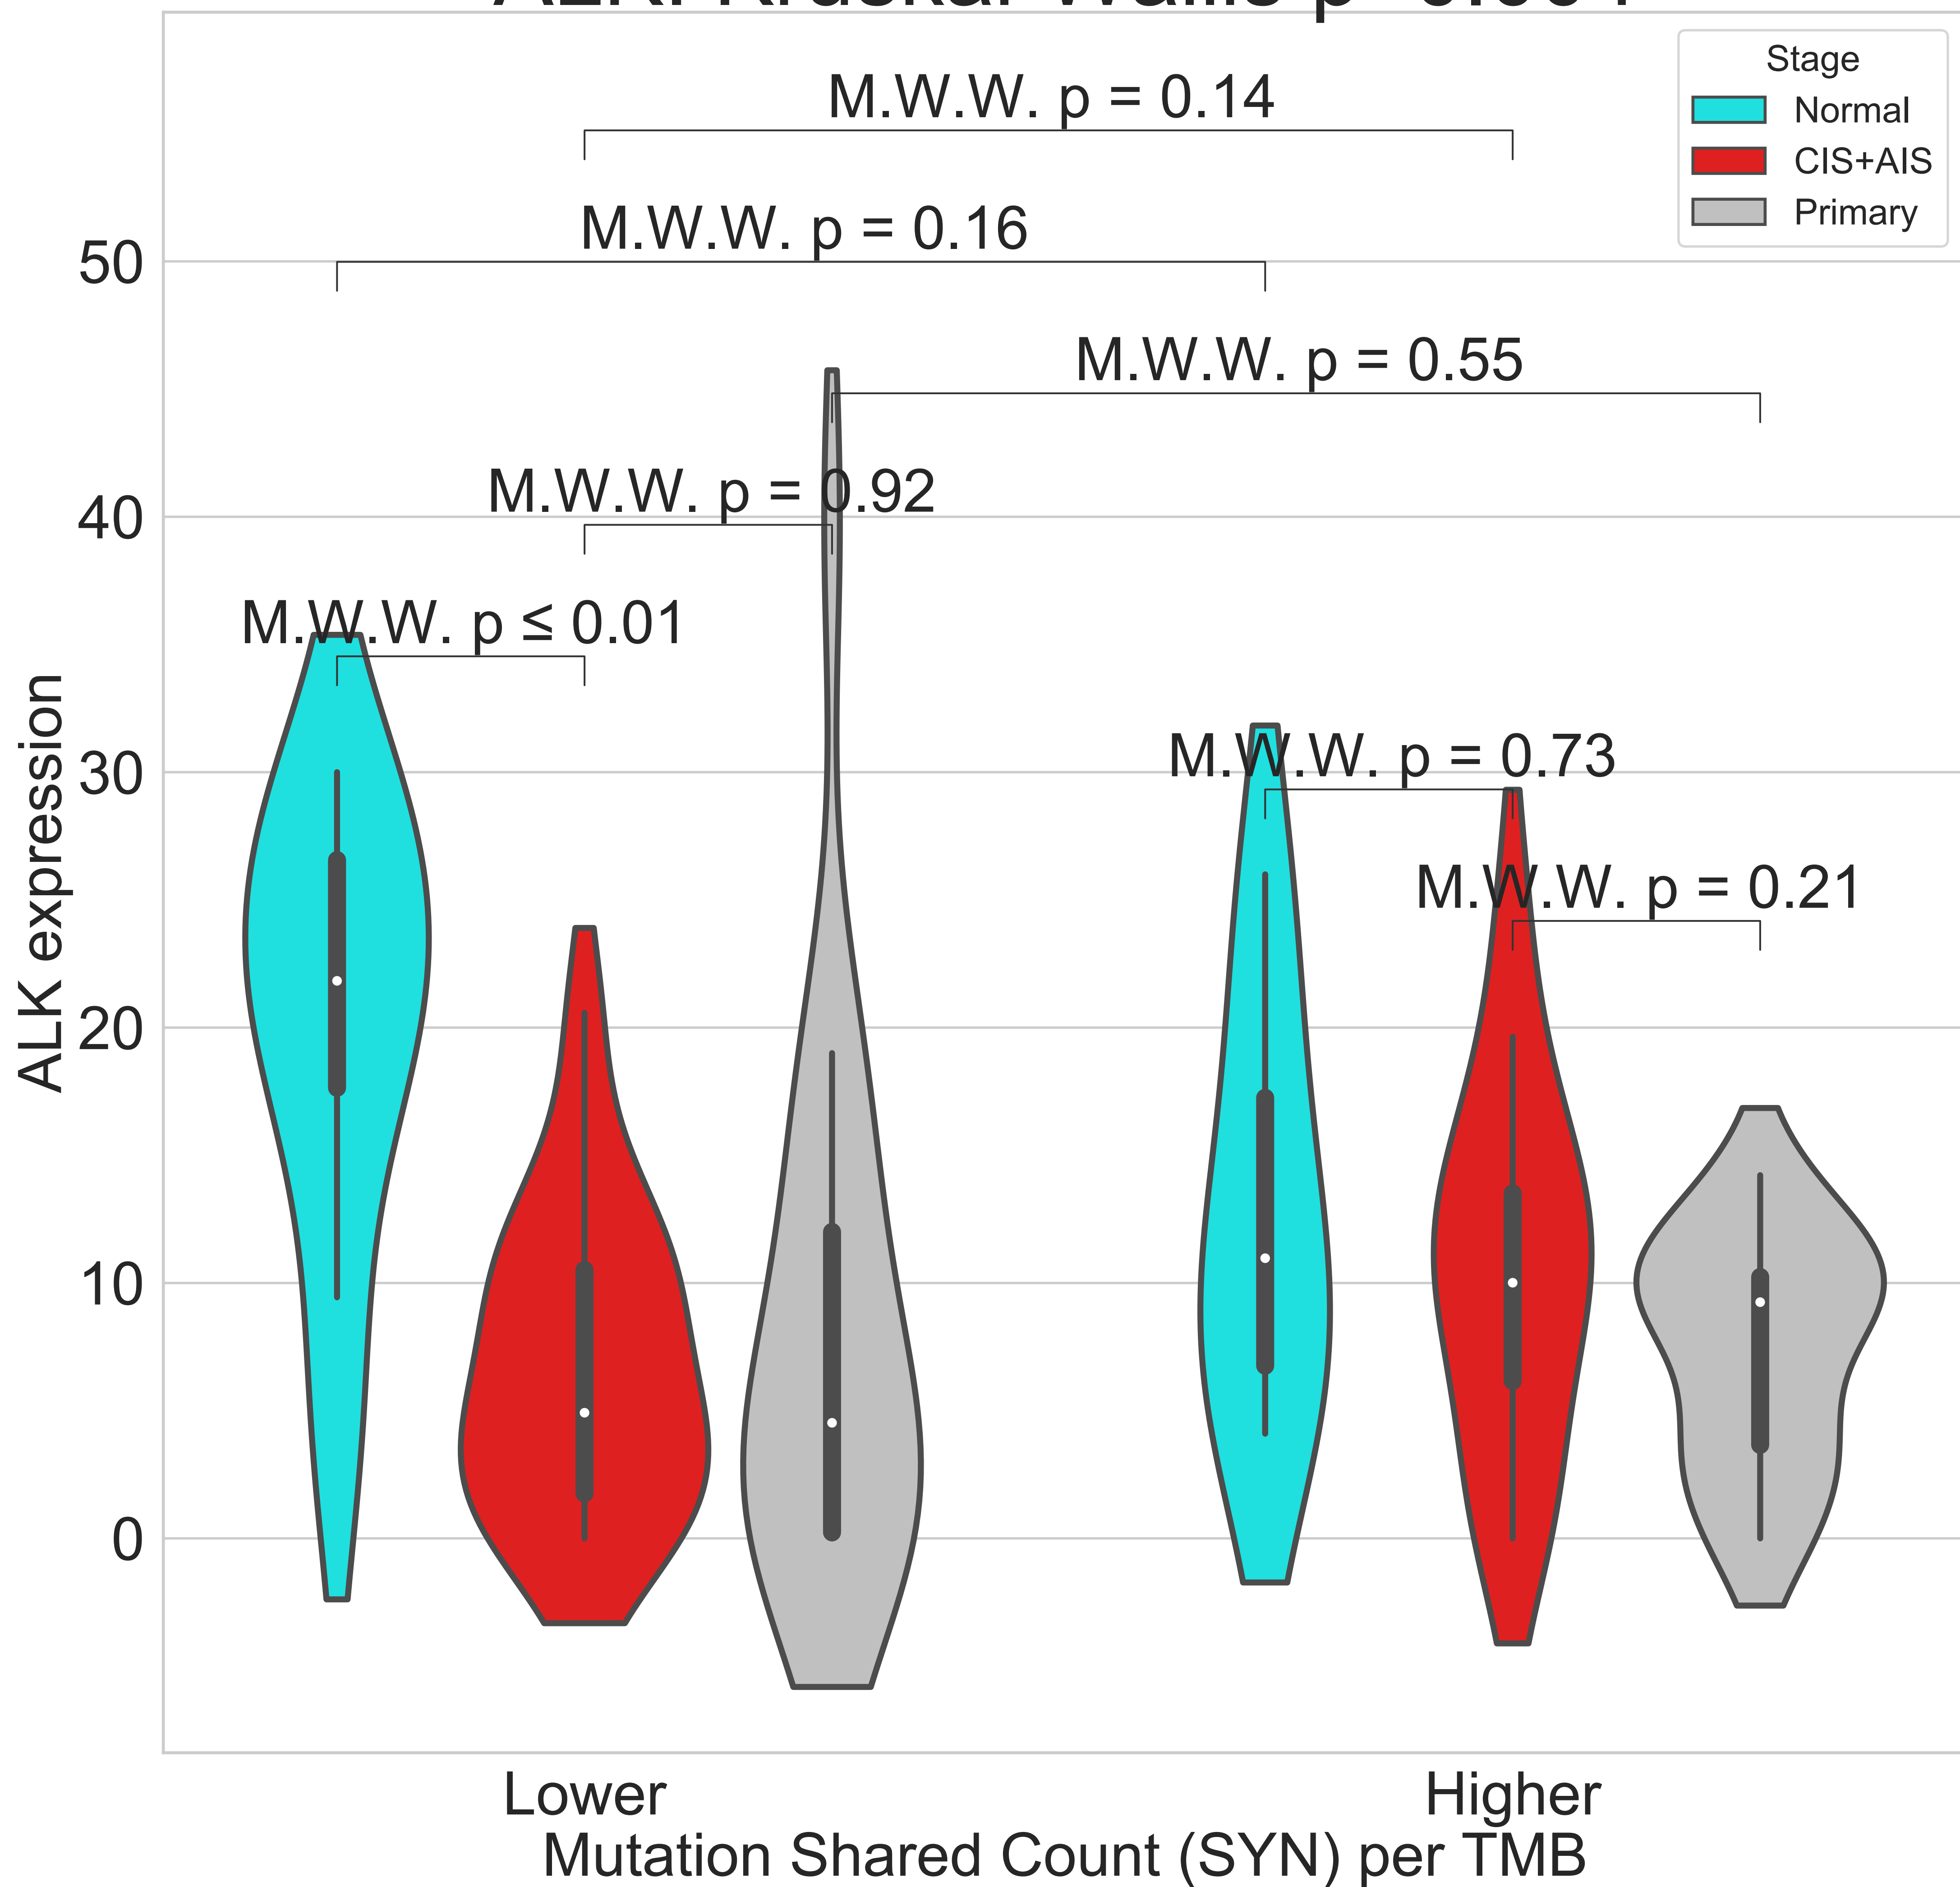 Stage
Normal
CIS+AIS
Primary
M.W.W. p = 0.14
M.W.W. p = 0.16
M.W.W. p = 0.55
M.W.W. p = 0.92
M.W.W. p ≤ 0.01
M.W.W. p = 0.73
M.W.W. p = 0.21
50
40
30
20
10
0
ALK expression
Lower
Higher
Mutation Shared Count (SYN) per TMB